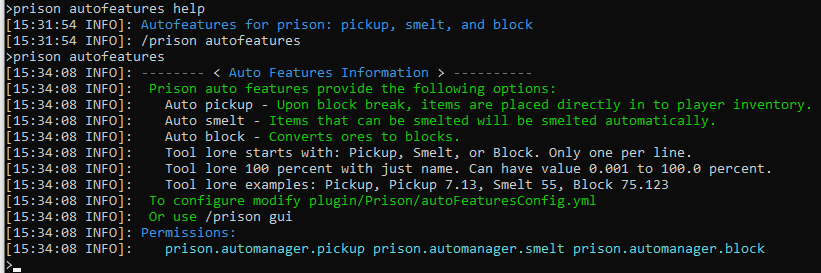 >prison autofeatures help
[15:31:54 INFO]: Autofeatures for prison: pickup, smelt, and block
[15:31:54 INFO]: /prison autofeatures
>prison autofeatures
[15:34:08 INFO]: -------- < Auto Features Information > ----------
[15:34:08 INFO]: Prison auto features provide the following options:
[15:34:08 INFO]: Auto pickup - Upon block break, items are placed directly in to player inventory.
[15:34:08 INFO]: Auto smelt - Items that can be smelted will be smelted automatically.
[15:34:08 INFO]: Auto block - Converts ores to blocks.
[15:34:08 INFO]: Tool lore starts with: Pickup, Smelt, or Block. Only one per line.
[15:34:08 INFO]: Tool lore 100 percent with just name. Can have value 0.001 to 100.0 percent.
[15:34:08 INFO]: Tool lore examples: Pickup, Pickup 7.13, Smelt 55, Block 75.123
[15:34:08 INFO]: To configure modify plugin/Prison/autoFeaturesConfig.yml
[15:34:08 INFO]: Or use /prison gui
[15:34:08 INFO]: Permissions:
[15:34:08 INFO]: prison.automanager.pickup prison.automanager.smelt prison.automanager.block
>